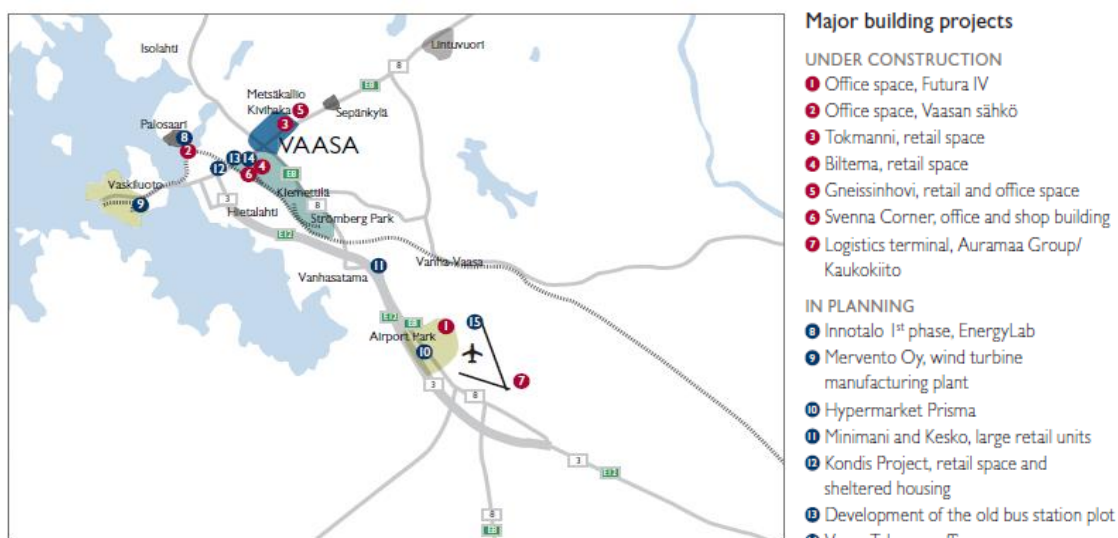 Isolahti
Lintuvuori
8
E8
Metsäkallio
Kivihaka
5
Sepänkylä
3
Palosaari
8
VAASA
2
13
14
12
4
6
E8
Klemettilä
Vaskiluoto
9
3
8
Hietalahti
Strömberg Park
E12
Vanha-Vaasa
11
Vanhasatama
E12
E8
1
15
Airport Park
10
7
3
8
3
E12
8
E8
Major building projects
UNDER CONSTRUCTION
1 Office space, Futura IV
2 Office space, Vaasan sähkö
3 Tokmanni, retail space
4 Biltema, retail space
5 Gneissinhovi, retail and office space
6 Svenna Corner, office and shop building
7 Logistics terminal, Auramaa Group/
Kaukokiito
IN PLANNING
8 Innotalo 1st phase, EnergyLab
9 Mervento Oy, wind turbine
manufacturing plant
10 Hypermarket Prisma
11 Minimani and Kesko, large retail units
12 Kondis Project, retail space and
sheltered housing
13 Development of the old bus station plot